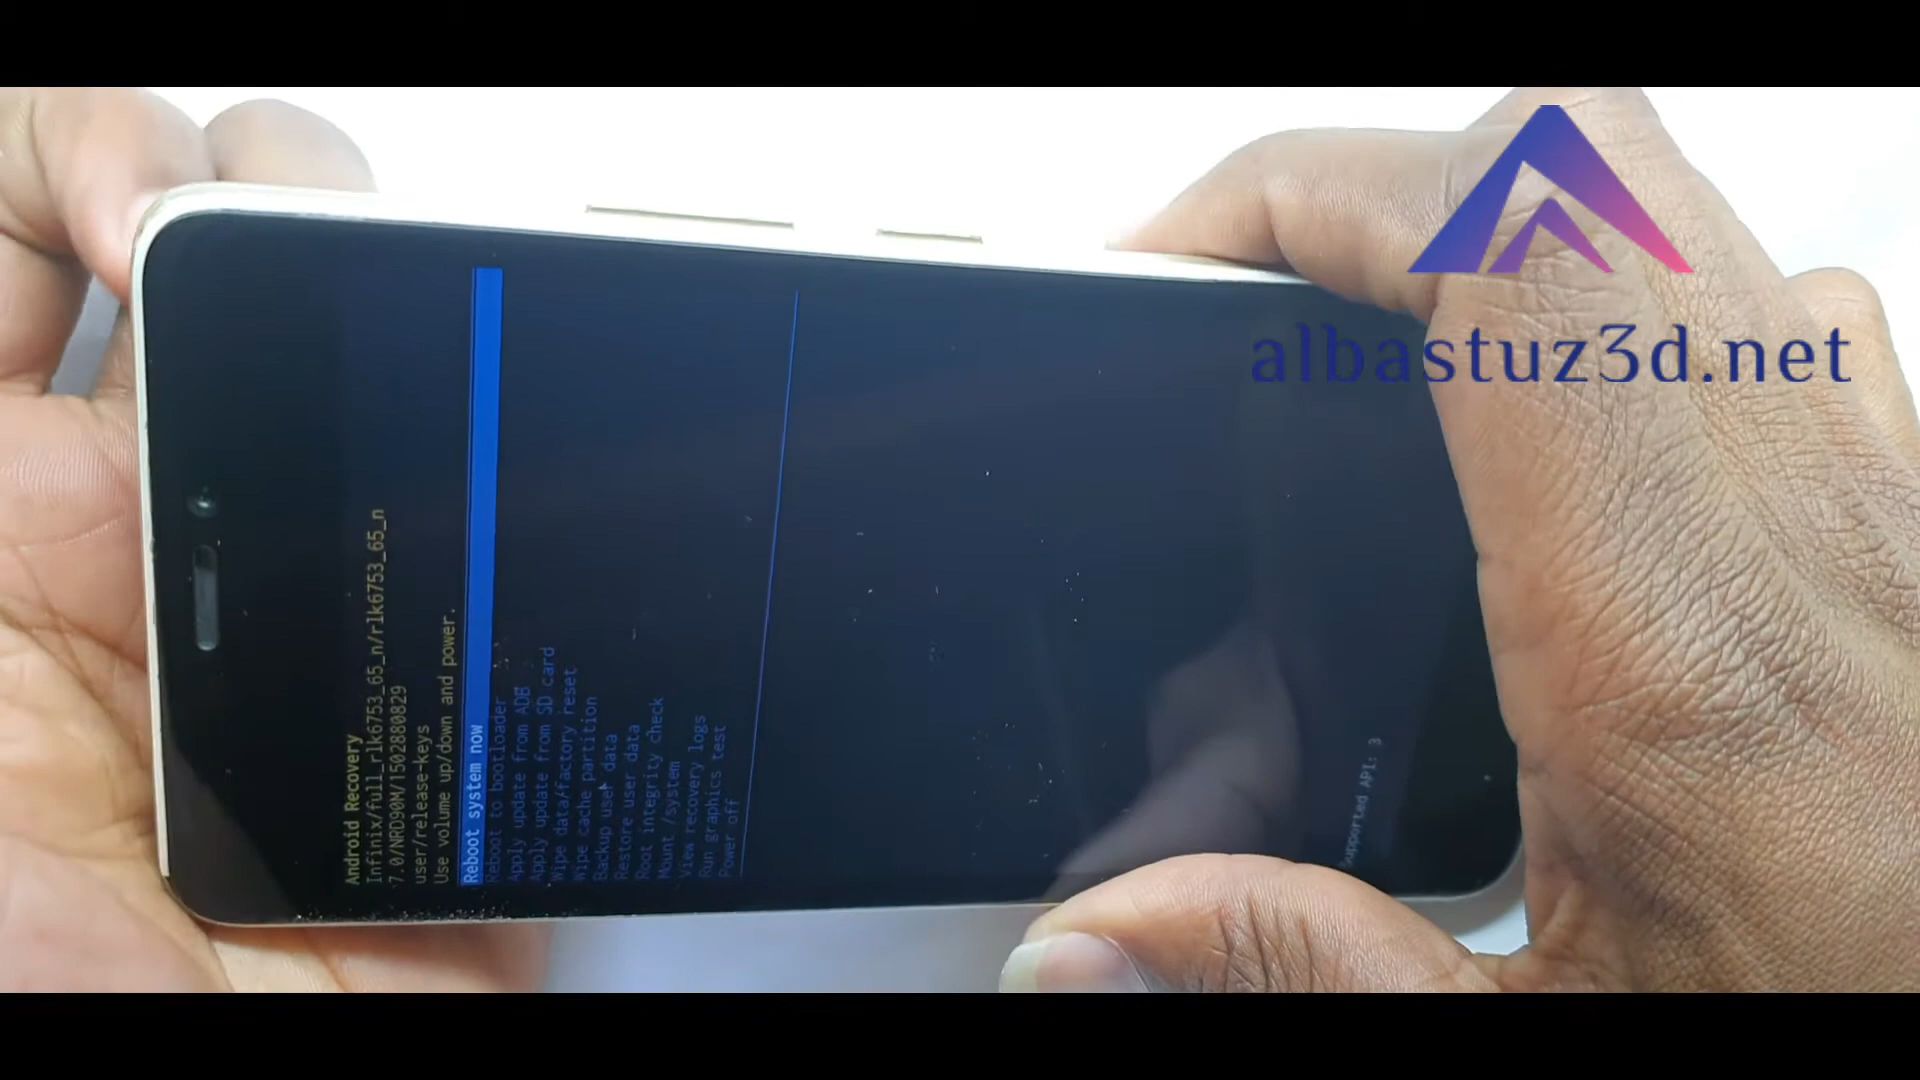 Android Recovery
Infinix/full_rlk6753_65_n/rlk6753_65_n
7.0/NRD90M/1502880829
user/release-keys
Use volume up/down and power.
Reboot system now
Reboot to bootloader
Apply update from ADB
Apply update from SD card
Wipe data/factory reset
Wipe cache partition
Backup user data
Restore user data
Root integrity check
Mount /system
View recovery logs
Run graphics test
Power off
Supported API: 3
albastuz3d.net